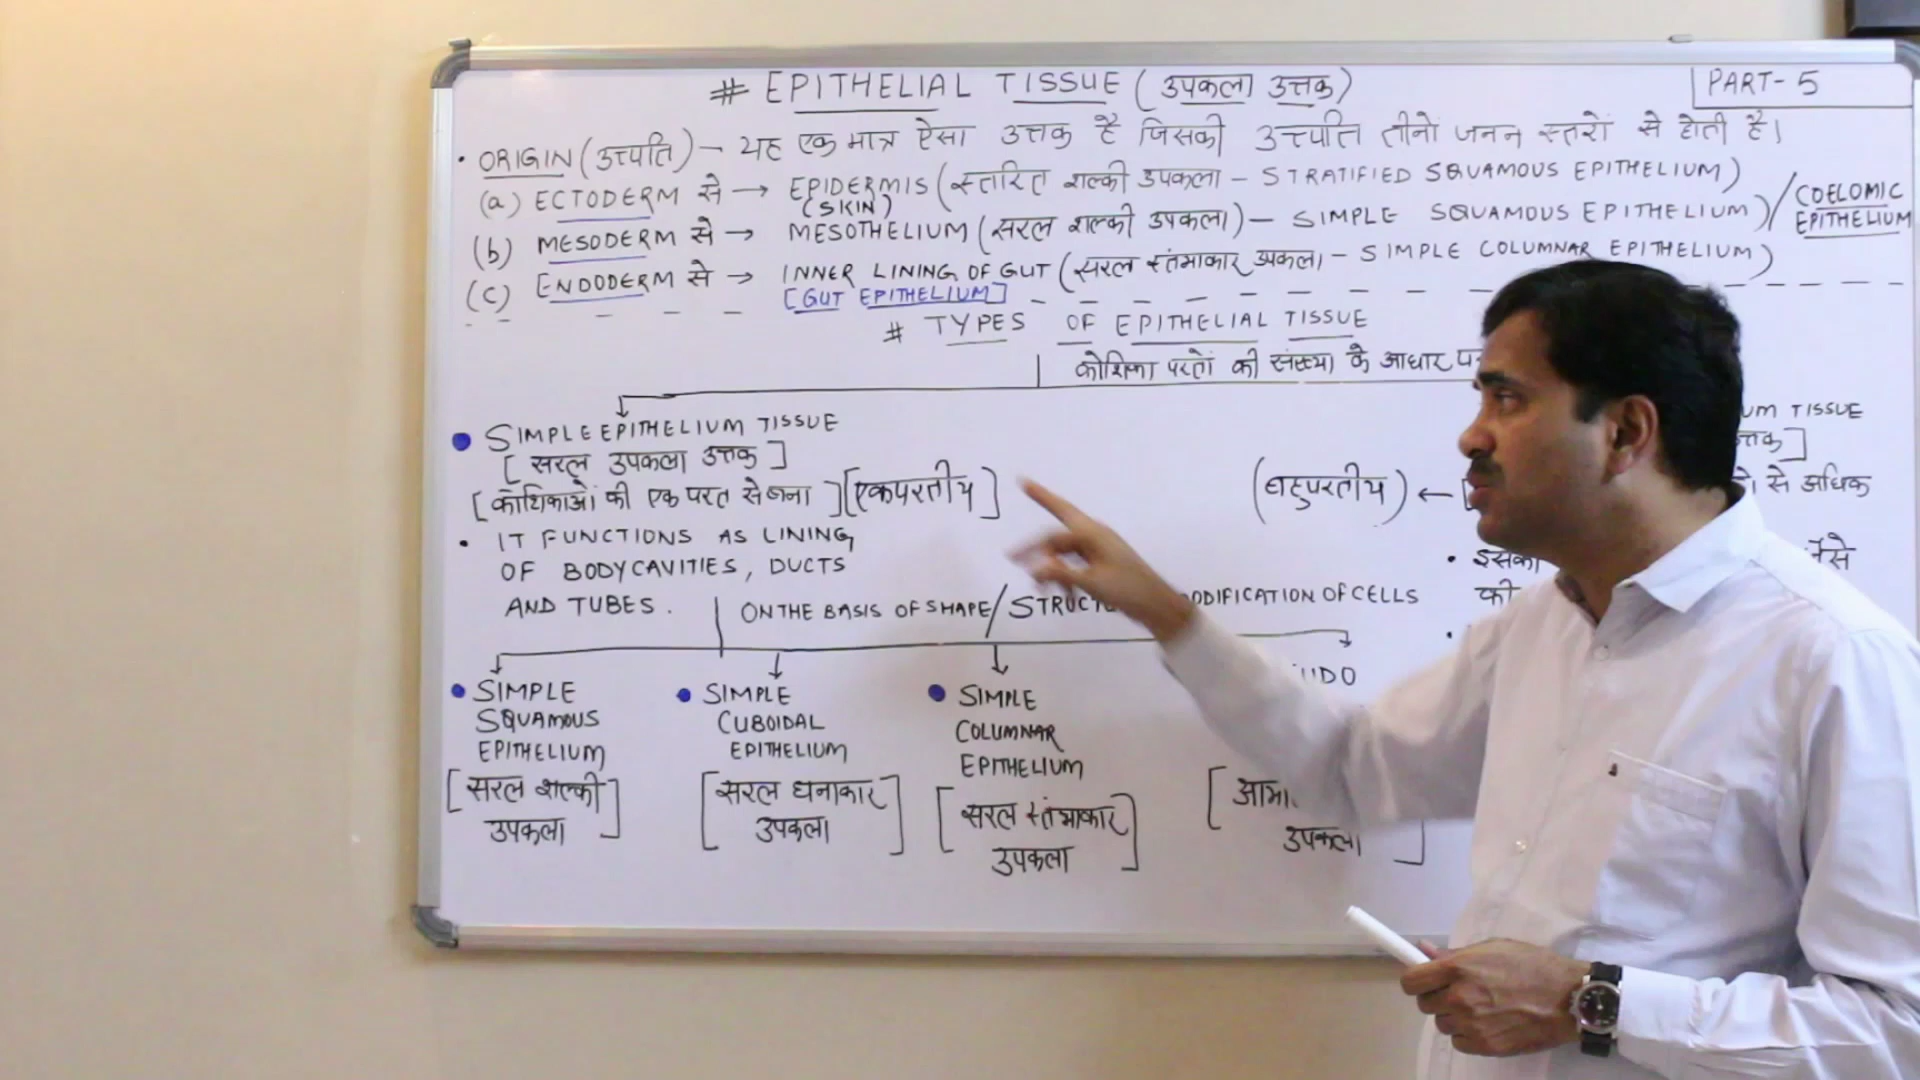 # EPITHELIAL TISSUE (उपकला उत्तक)
PART-5
• ORIGIN (उत्त्पति) – यह एक मात्र ऐसा उत्तक है जिसकी उत्त्पति तीनों जनन स्तरों से होती है।
(a) ECTODERM से → EPIDERMIS (स्तरित शल्की उपकला – STRATIFIED SQUAMOUS EPITHELIUM)
(SKIN)
(b) MESODERM से → MESOTHELIUM (सरल शल्की उपकला) – SIMPLE SQUAMOUS EPITHELIUM) / COELOMIC EPITHELIUM
(c) ENDODERM से → INNER LINING OF GUT (सरल स्तंभाकार उपकला – SIMPLE COLUMNAR EPITHELIUM)
[GUT EPITHELIUM]
# TYPES OF EPITHELIAL TISSUE
कोशिका परतों की संख्या के आधार
SIMPLE EPITHELIUM TISSUE
[सरल उपकला उत्तक]
[कोशिकाओं की एक परत से बना] [एकपरतीय]
• IT FUNCTIONS AS LINING
OF BODYCAVITIES, DUCTS
AND TUBES.
TISSUE
(बहुपरतीय) ←
से अधिक
की
ON THE BASIS OF SHAPE / OF CELLS
SIMPLE
SQUAMOUS
EPITHELIUM
[सरल शल्की
उपकला]
SIMPLE
CUBOIDAL
EPITHELIUM
[सरल घनाकार
उपकला]
SIMPLE
COLUMNAR
EPITHELIUM
[सरल स्तंभाकार
उपकला]
उपकला]